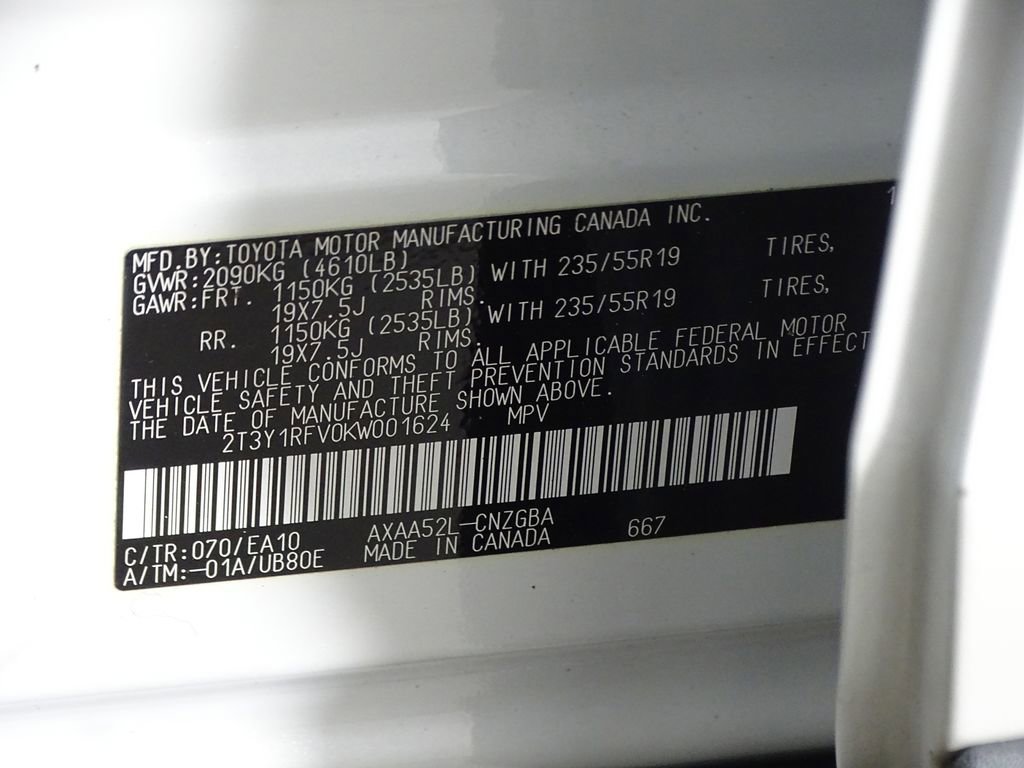 MFD.BY:TOYOTA MOTOR MANUFACTURING CANADA INC.
GVWR:2090KG (4610LB)
GAWR:FRT. 1150KG (2535LB) WITH 235/55R19 TIRES,
19X7.5J RIMS.
RR. 1150KG (2535LB) WITH 235/55R19 TIRES,
19X7.5J RIMS.
THIS VEHICLE CONFORMS TO ALL APPLICABLE FEDERAL MOTOR
VEHICLE SAFETY AND THEFT PREVENTION STANDARDS IN EFFECT
THE DATE OF MANUFACTURE SHOWN ABOVE.
2T3Y1RFV0KW001624 MPV
C/TR:070/EA10 AXAA52L-CNZGBA 667
A/TM:-01A/UB80E MADE IN CANADA